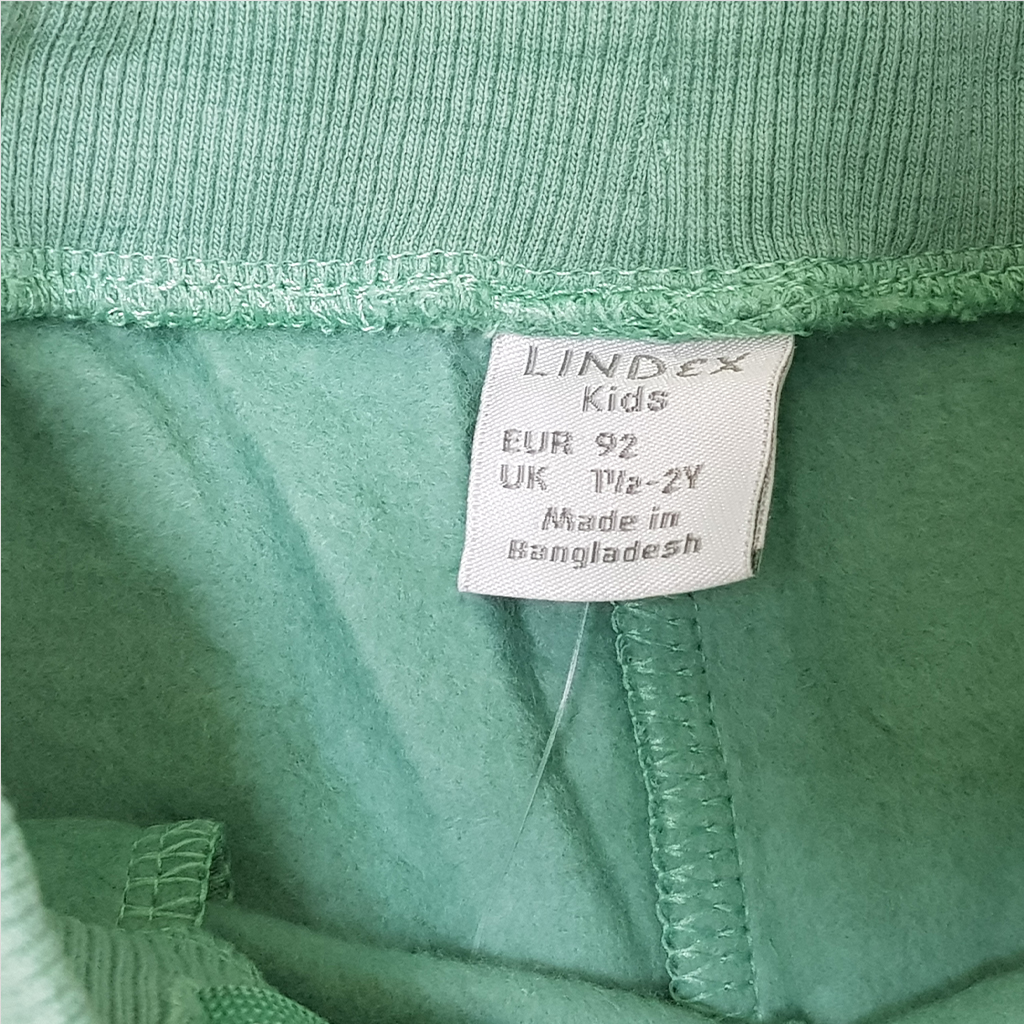 LINDEX
Kids
EUR 92
UK 1½-2Y
Made in
Bangladesh